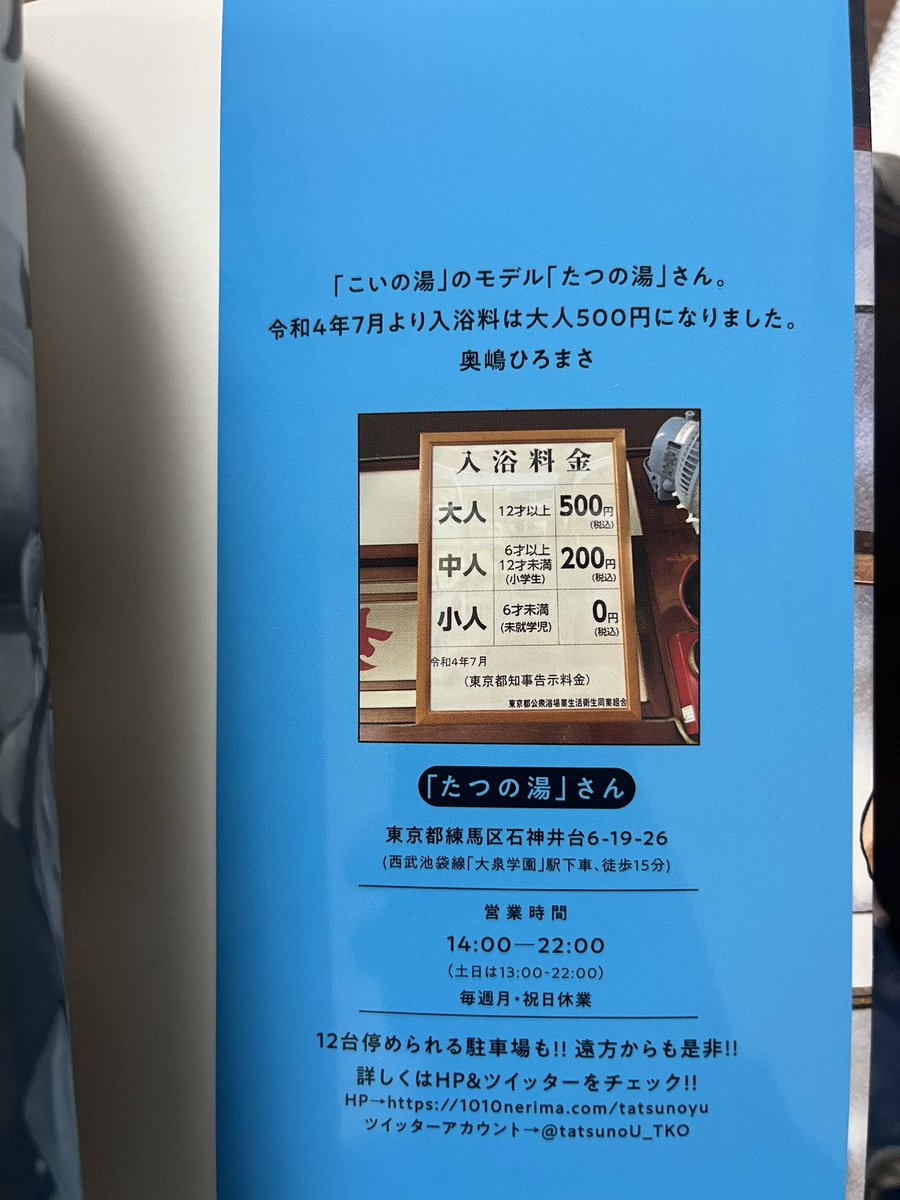 「こいの湯」のモデル「たつの湯」さん。
令和4年7月より入浴料は大人500円になりました。
奥嶋ひろまさ
入浴料金
大人 12才以上 500円(税込)
中人 6才以上12才未満(小学生) 200円(税込)
小人 6才未満(未就学児) 0円(税込)
令和4年7月
(東京都知事告示料金)
東京都公衆浴場業生活衛生同業組合
「たつの湯」さん
東京都練馬区石神井台6-19-26
(西武池袋線「大泉学園」駅下車、徒歩15分)
営業時間
14:00―22:00
(土日は13:00-22:00)
毎週月・祝日休業
12台停められる駐車場も!! 遠方からも是非!!
詳しくはHP&ツイッターをチェック!!
HP→https://1010nerima.com/tatsunoyu
ツイッターアカウント→@tatsunoU_TKO